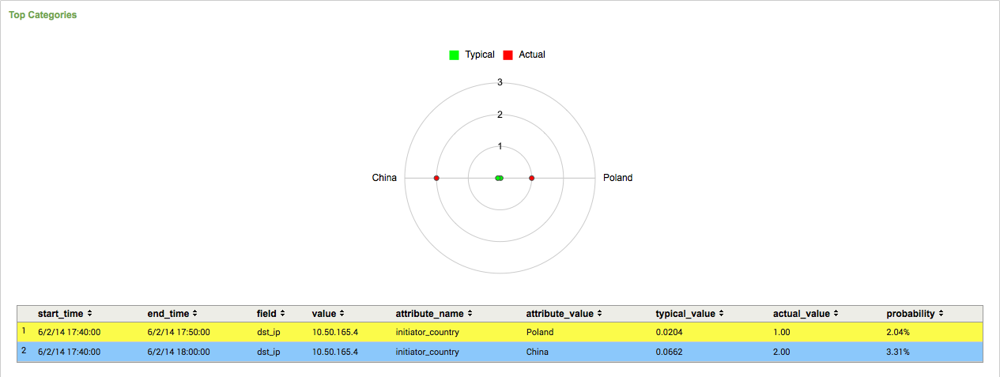 Top Categories
Typical Actual
3
2
1
China Poland
start_time end_time field value attribute_name attribute_value typical_value actual_value probability
1 6/2/14 17:40:00 6/2/14 17:50:00 dst_ip 10.50.165.4 initiator_country Poland 0.0204 1.00 2.04%
2 6/2/14 17:40:00 6/2/14 18:00:00 dst_ip 10.50.165.4 initiator_country China 0.0662 2.00 3.31%